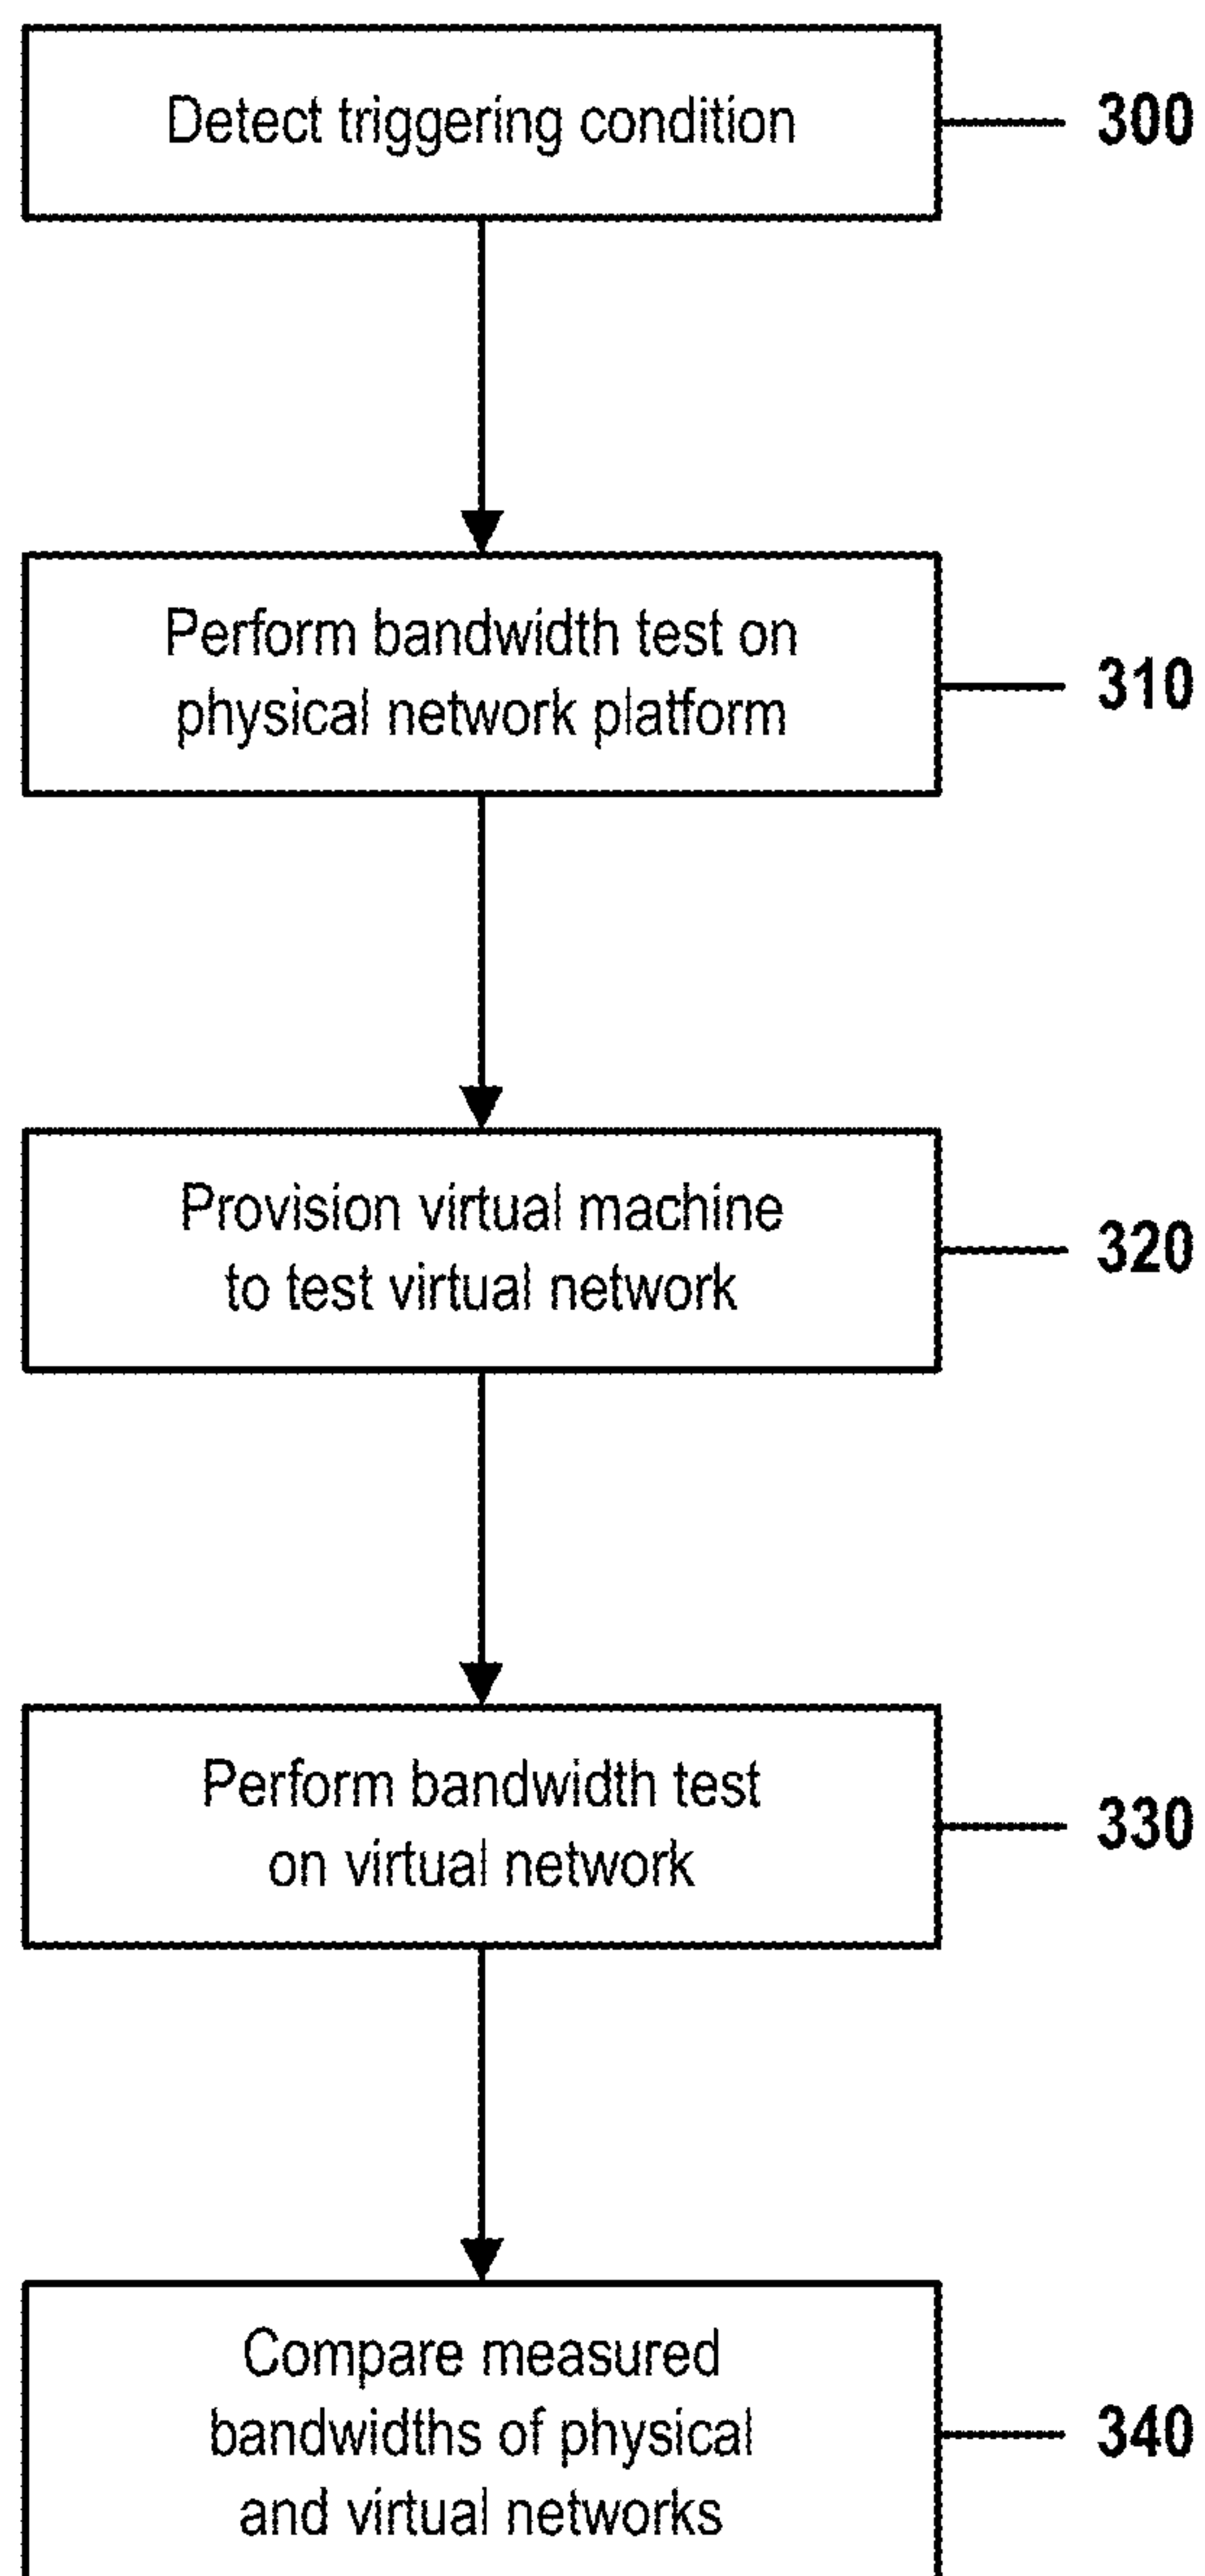 Detect triggering condition
300
Perform bandwidth test on
physical network platform
310
Provision virtual machine
to test virtual network
320
Perform bandwidth test
on virtual network
330
Compare measured
bandwidths of physical
and virtual networks
340